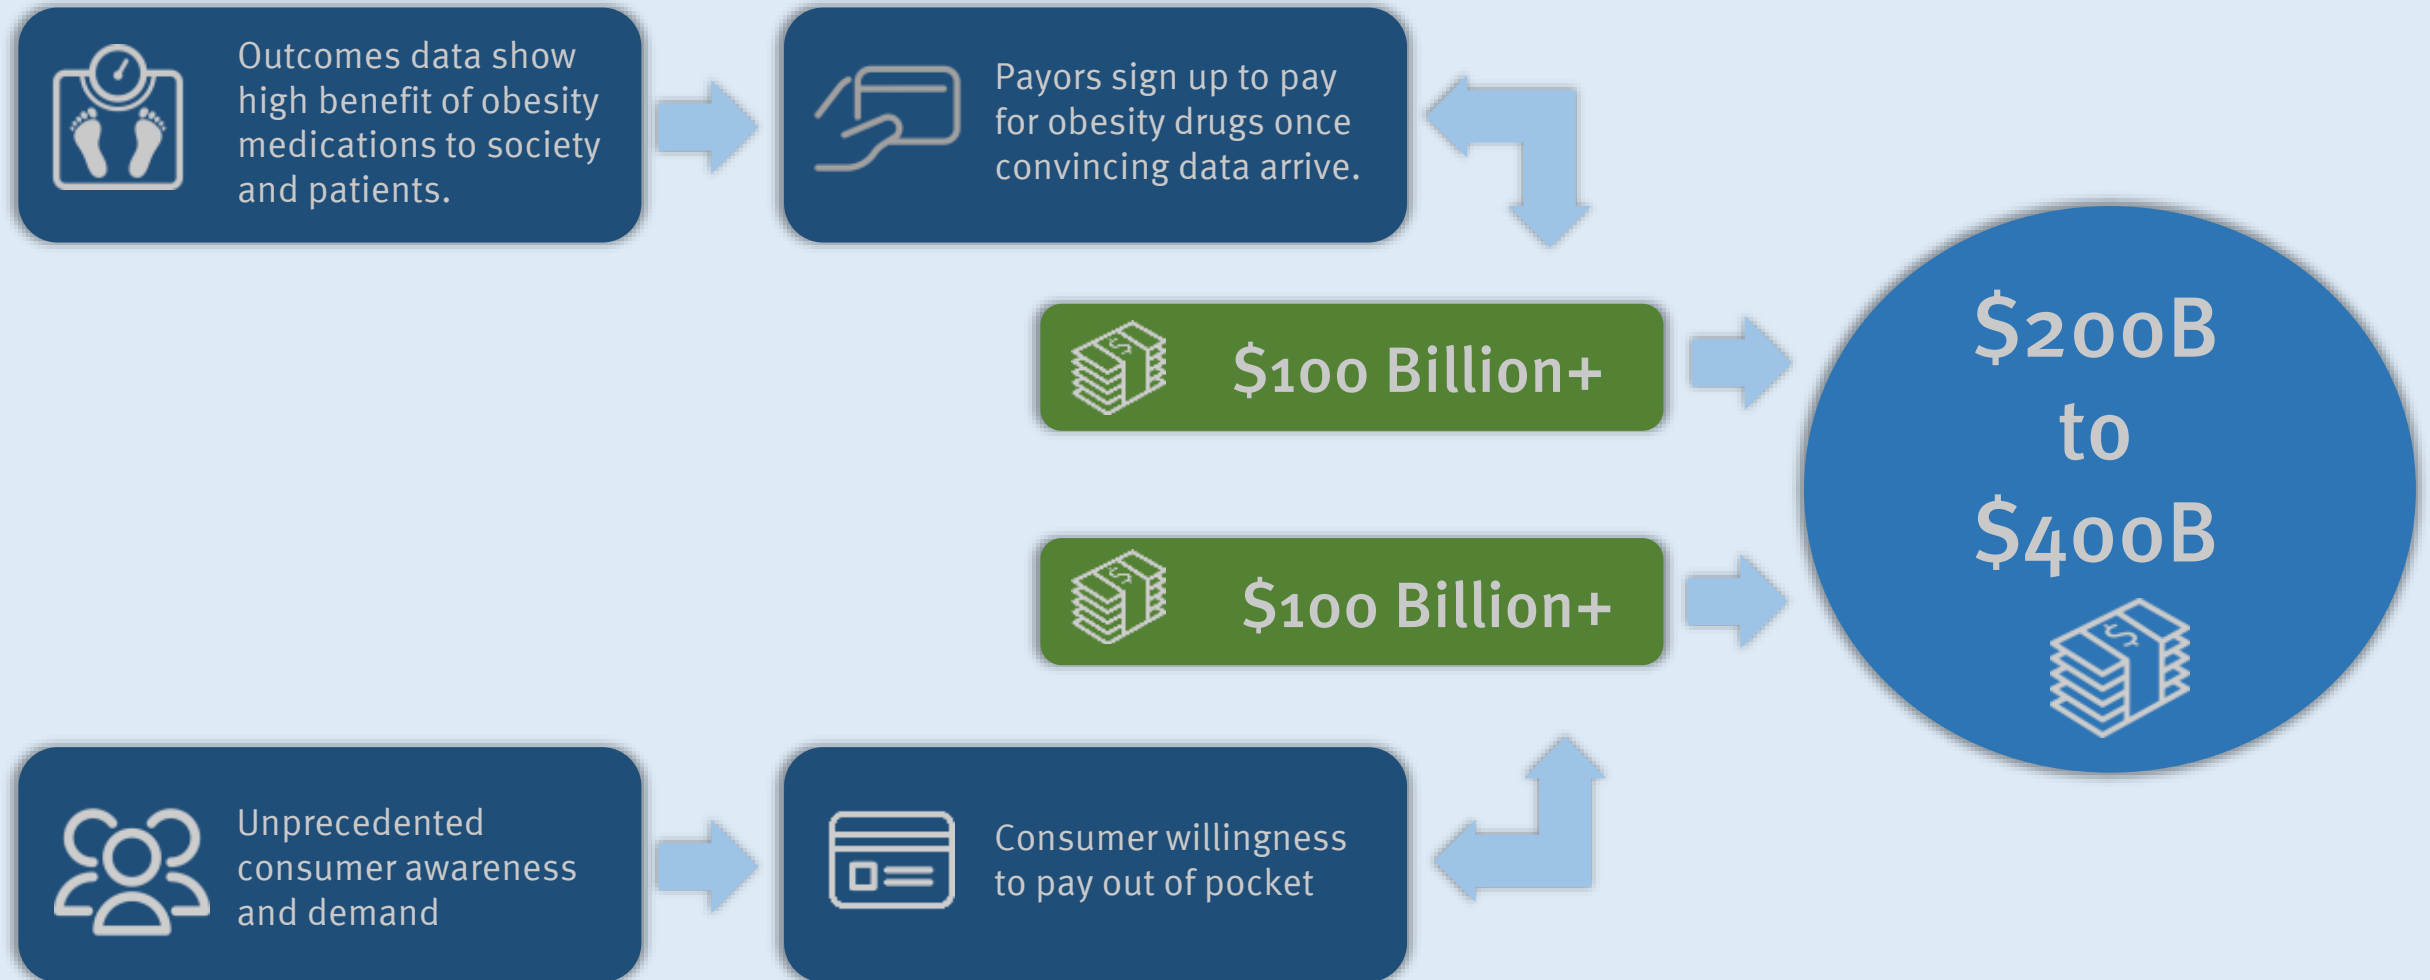 Outcomes data show
high benefit of obesity
medications to society
and patients.
Payors sign up to pay
for obesity drugs once
convincing data arrive.
$100 Billion+
$200B
to
$400B
$100 Billion+
Unprecedented
consumer awareness
and demand
Consumer willingness
to pay out of pocket